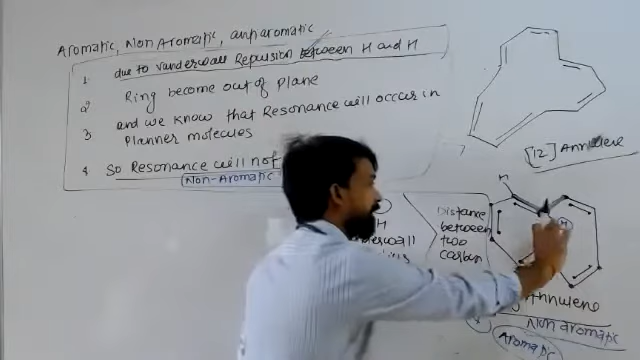 Aromatic, Non Aromatic, antiaromatic
1 due to vanderwall Repulsion between H and H
2 Ring become out of plane
3 and we know that Resonance will occur in
Planner molecules
4 so Resonance will not
Non-Aromatic
[12] Annulene
H
H
Distance
between
two
carbon
H
Annulene
Non aromatic
Aromatic